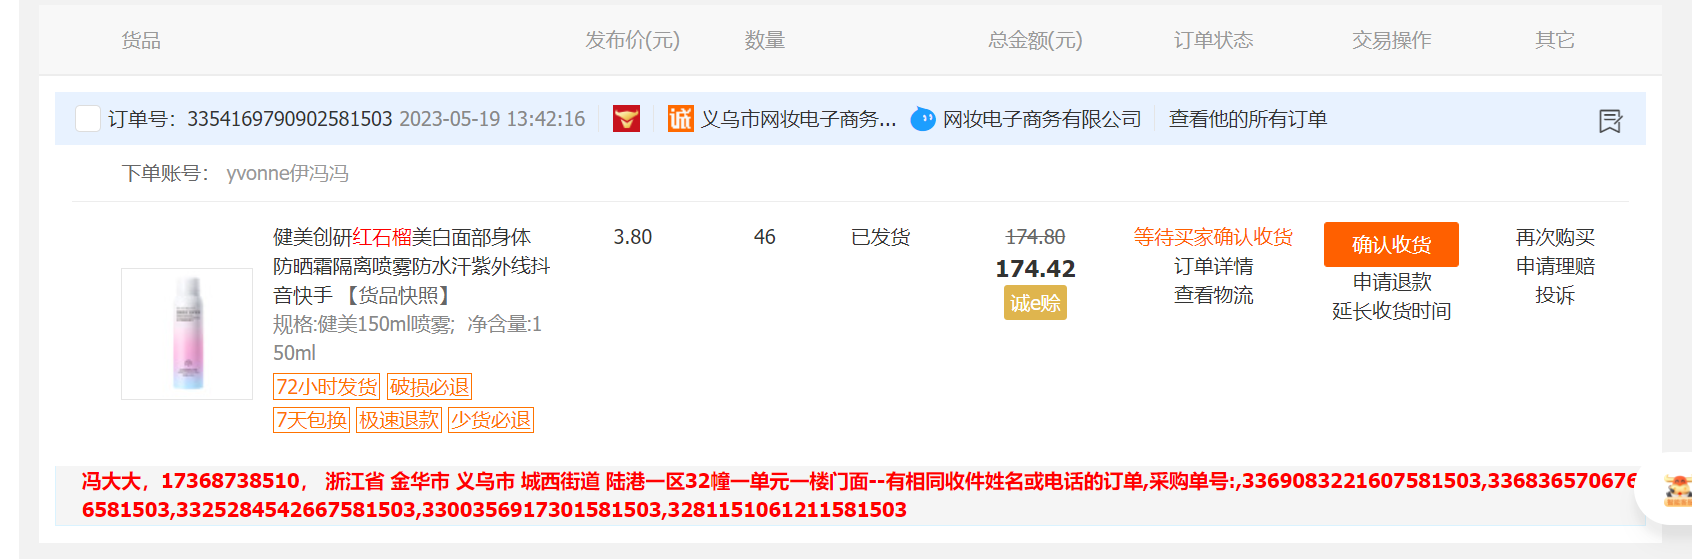 货品 发布价(元) 数量 总金额(元) 订单状态 交易操作 其它
订单号：3354169790902581503 2023-05-19 13:42:16 诚 义乌市网妆电子商务... 网妆电子商务有限公司 查看他的所有订单
下单账号： yvonne伊冯冯
健美创研红石榴美白面部身体 3.80 46 已发货 174.80 等待买家确认收货 确认收货 再次购买
防晒霜隔离喷雾防水汗紫外线抖 174.42 订单详情 申请退款 申请理赔
音快手 【货品快照】 诚e赊 查看物流 延长收货时间 投诉
规格:健美150ml喷雾; 净含量:1
50ml
72小时发货 破损必退
7天包换 极速退款 少货必退
冯大大，17368738510， 浙江省 金华市 义乌市 城西街道 陆港一区32幢一单元一楼门面--有相同收件姓名或电话的订单,采购单号:,3369083221607581503,336836570676
6581503,3325284542667581503,3300356917301581503,3281151061211581503